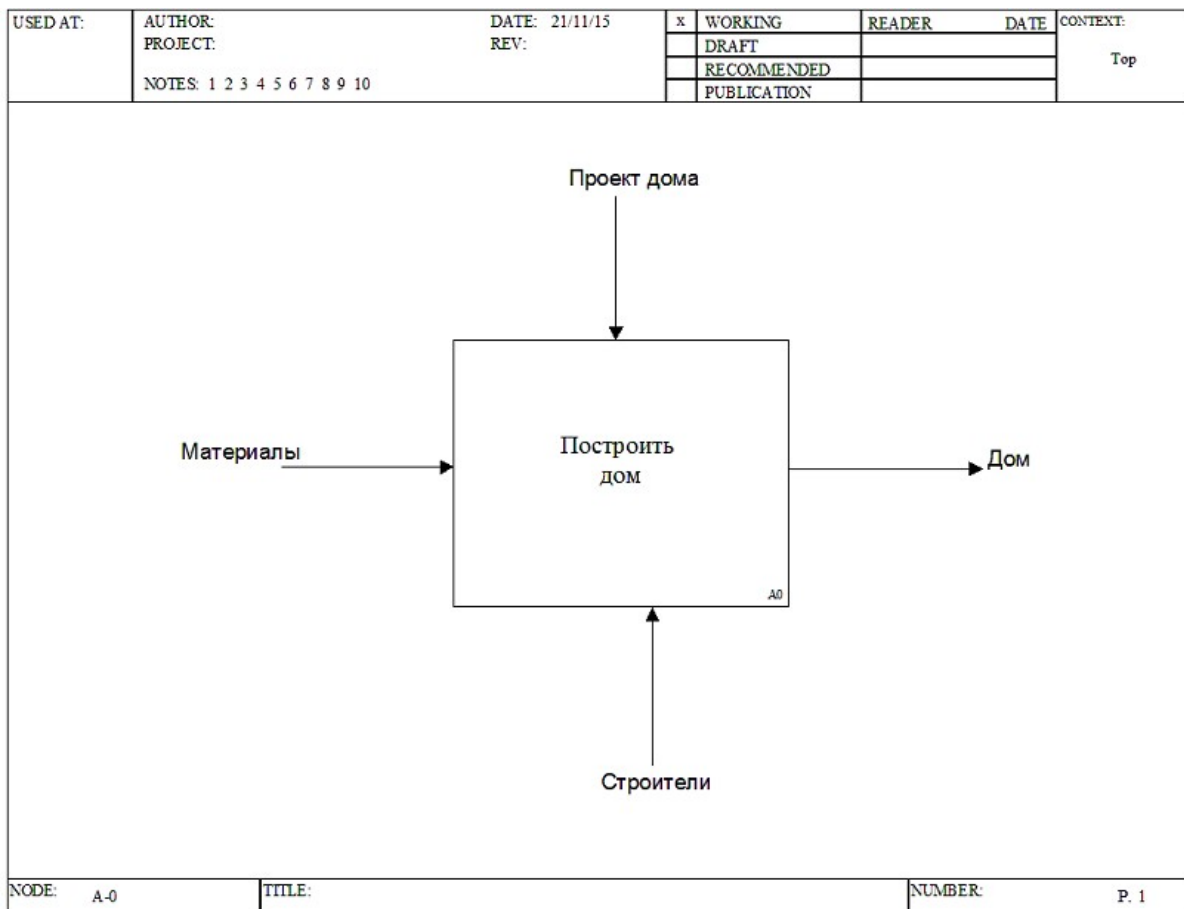 USED AT:
AUTHOR:
DATE: 21/11/15
PROJECT:
REV:
NOTES: 1 2 3 4 5 6 7 8 9 10
x WORKING
DRAFT
RECOMMENDED
PUBLICATION
READER DATE
CONTEXT:
Top
Проект дома
Материалы
Построить
дом
A0
Дом
Строители
NODE: A-0
TITLE:
NUMBER: P. 1